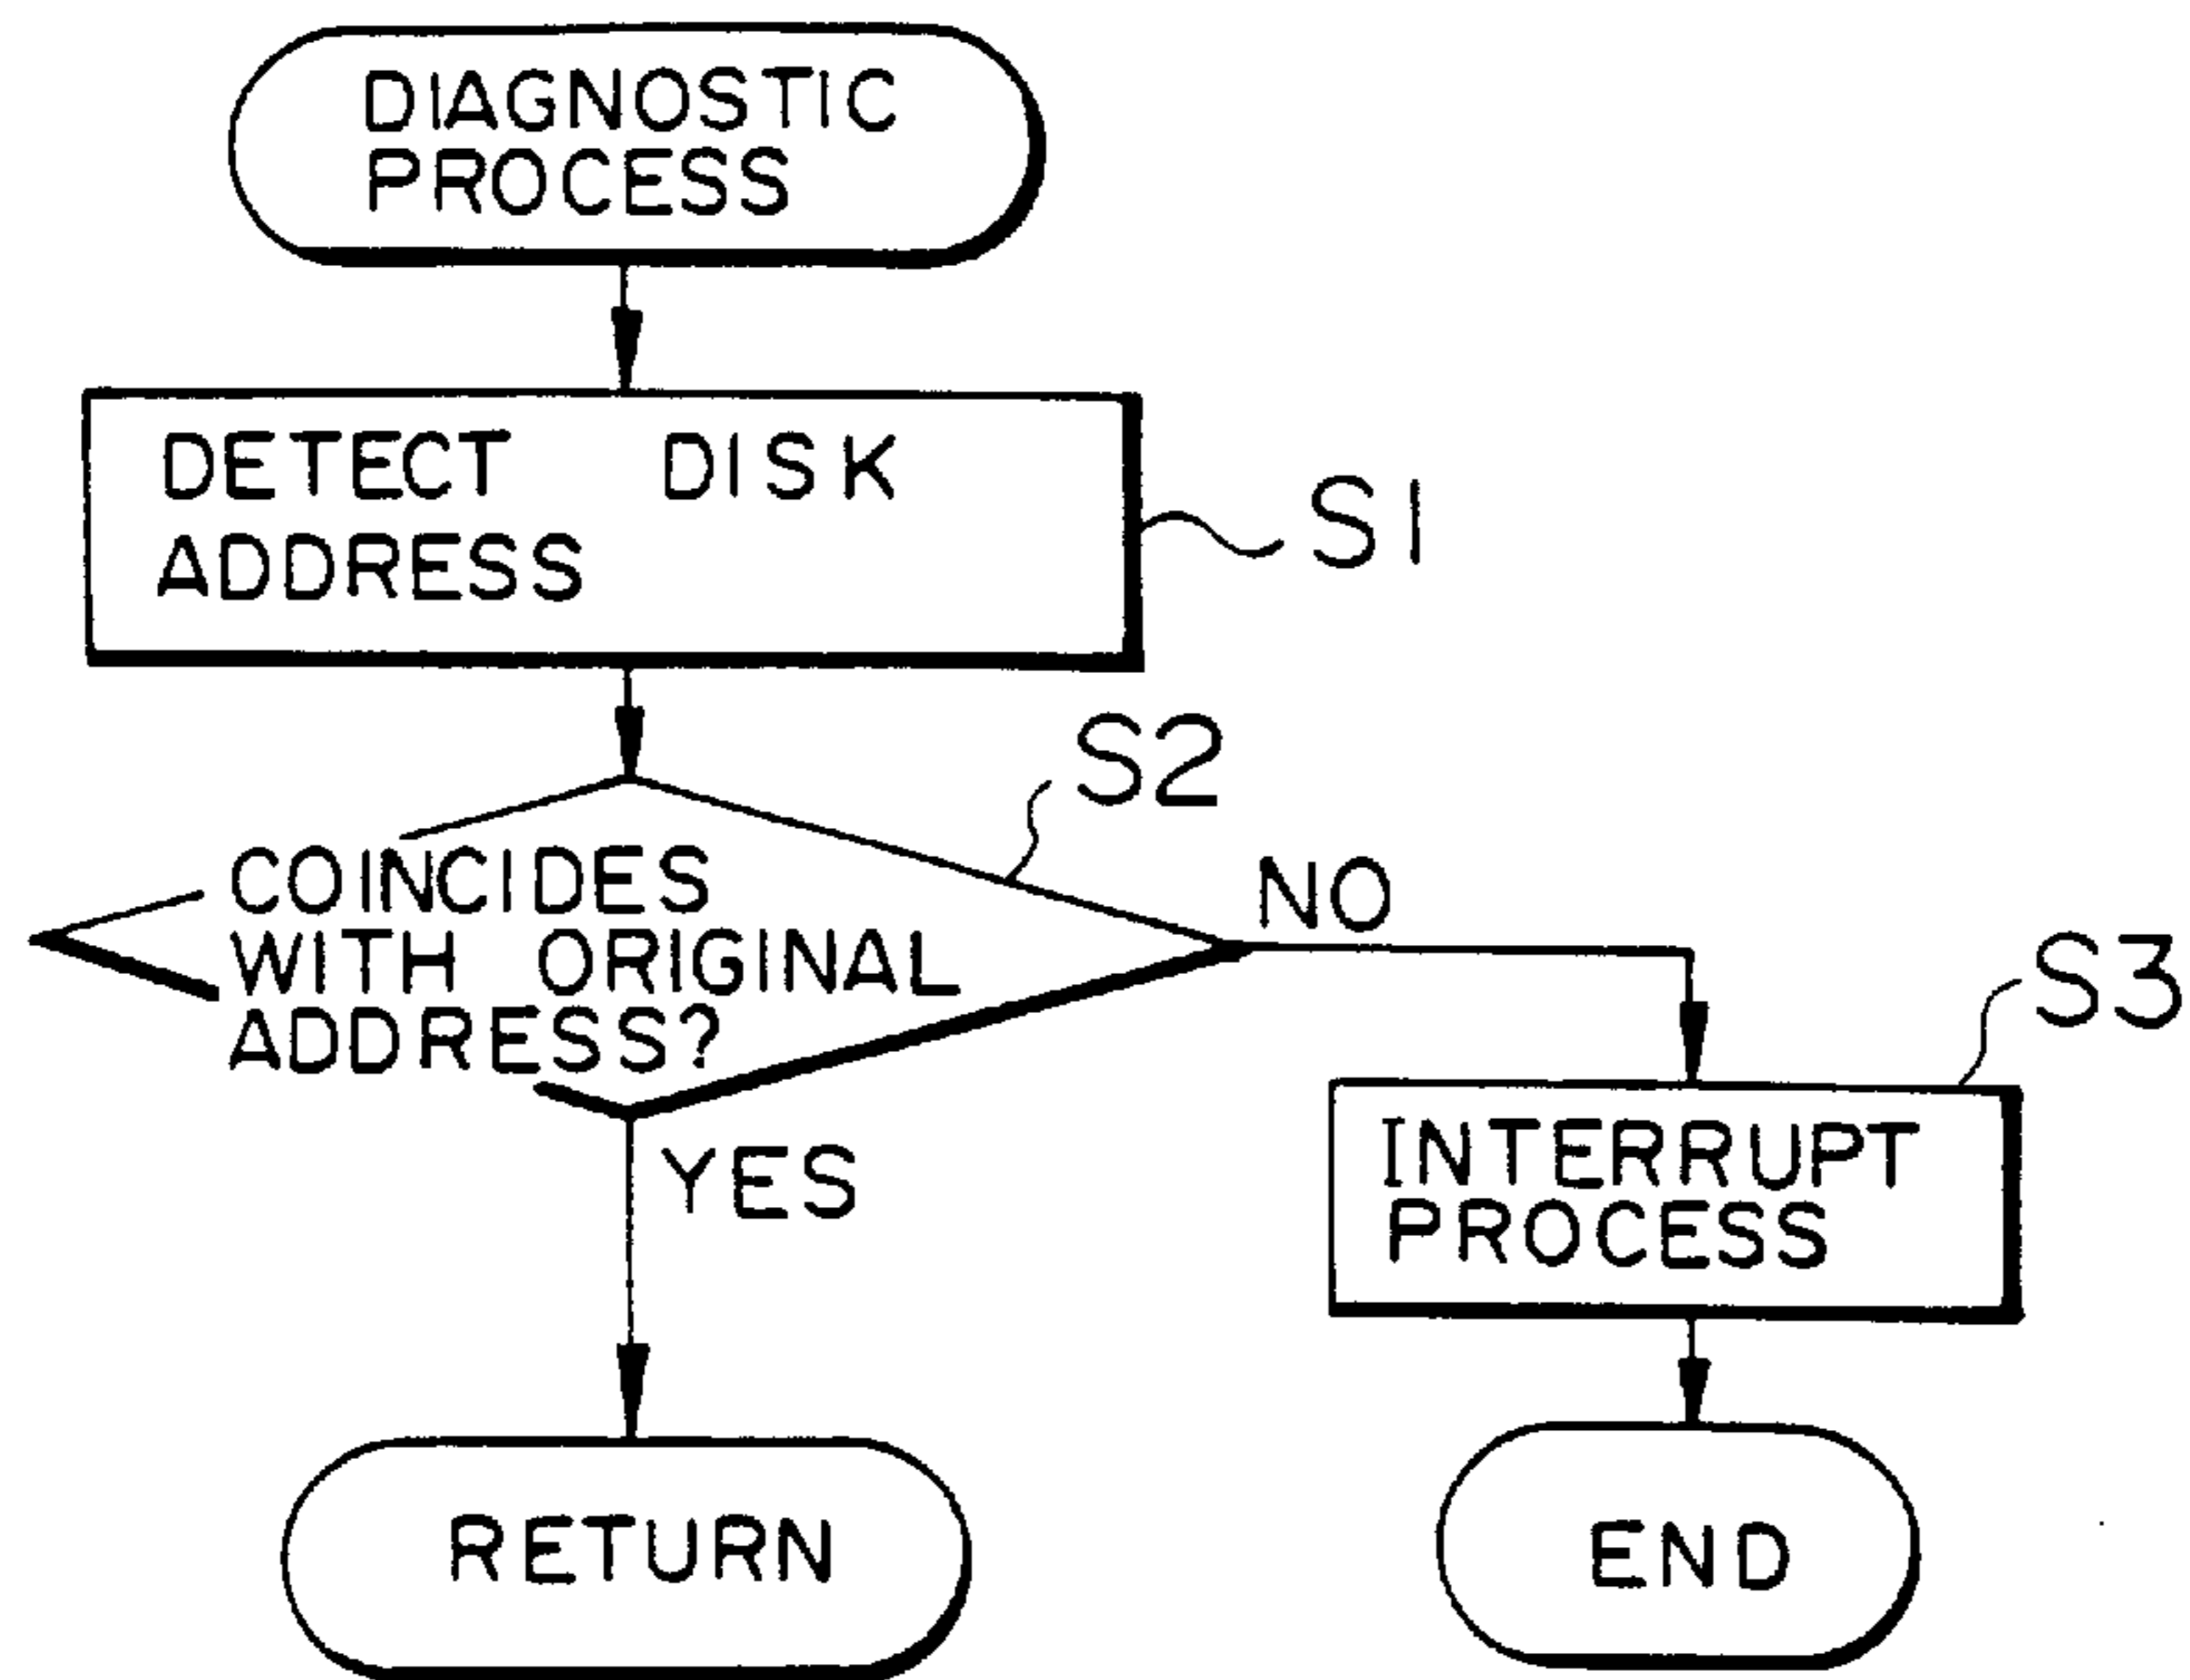 DIAGNOSTIC
PROCESS
DETECT DISK
ADDRESS
S1
S2
COINCIDES
WITH ORIGINAL
ADDRESS?
NO
YES
S3
INTERRUPT
PROCESS
RETURN
END